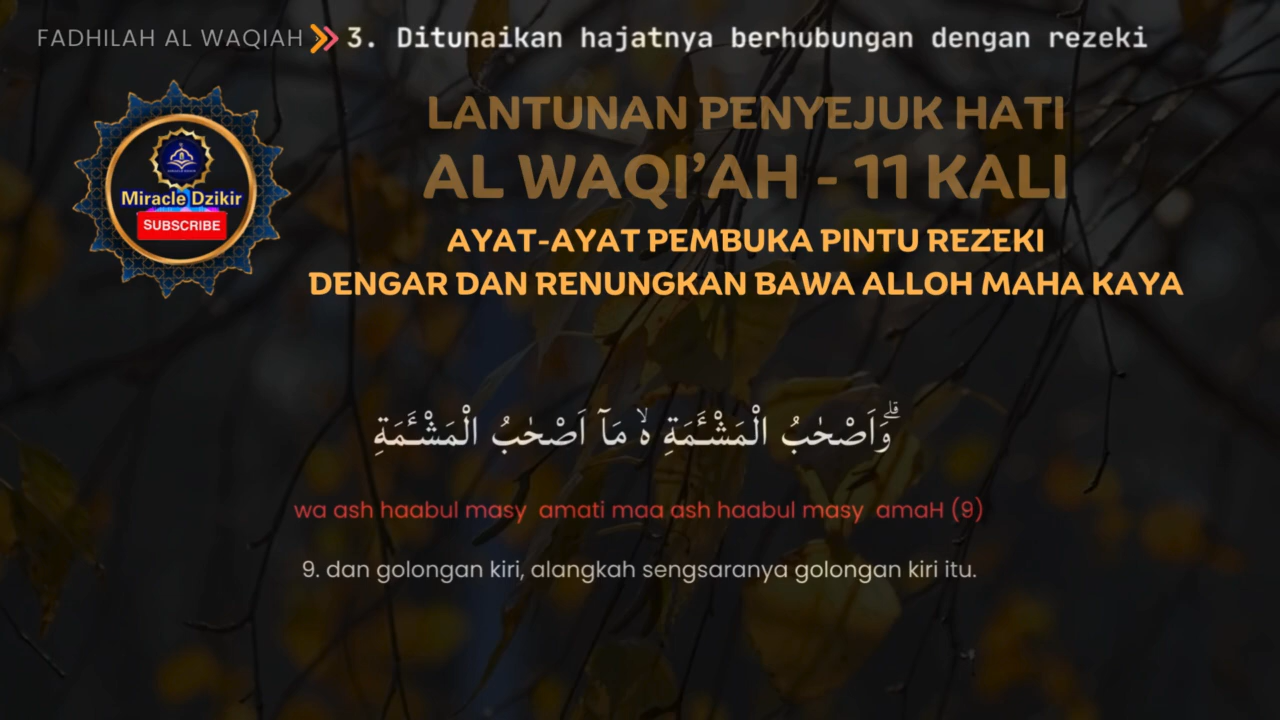 FADHILAH AL WAQIAH
3. Ditunaikan hajatnya berhubungan dengan rezeki
LANTUNAN PENYEJUK HATI
AL WAQI'AH - 11 KALI
AYAT-AYAT PEMBUKA PINTU REZEKI
DENGAR DAN RENUNGKAN BAWA ALLOH MAHA KAYA
Miracle Dzikir
SUBSCRIBE
وَاَصْحٰبُ الْمَشْـَٔمَةِ ەۙ مَآ اَصْحٰبُ الْمَشْـَٔمَةِۗ
wa ash haabul masy  amati maa ash haabul masy  amaH (9)
9. dan golongan kiri, alangkah sengsaranya golongan kiri itu.